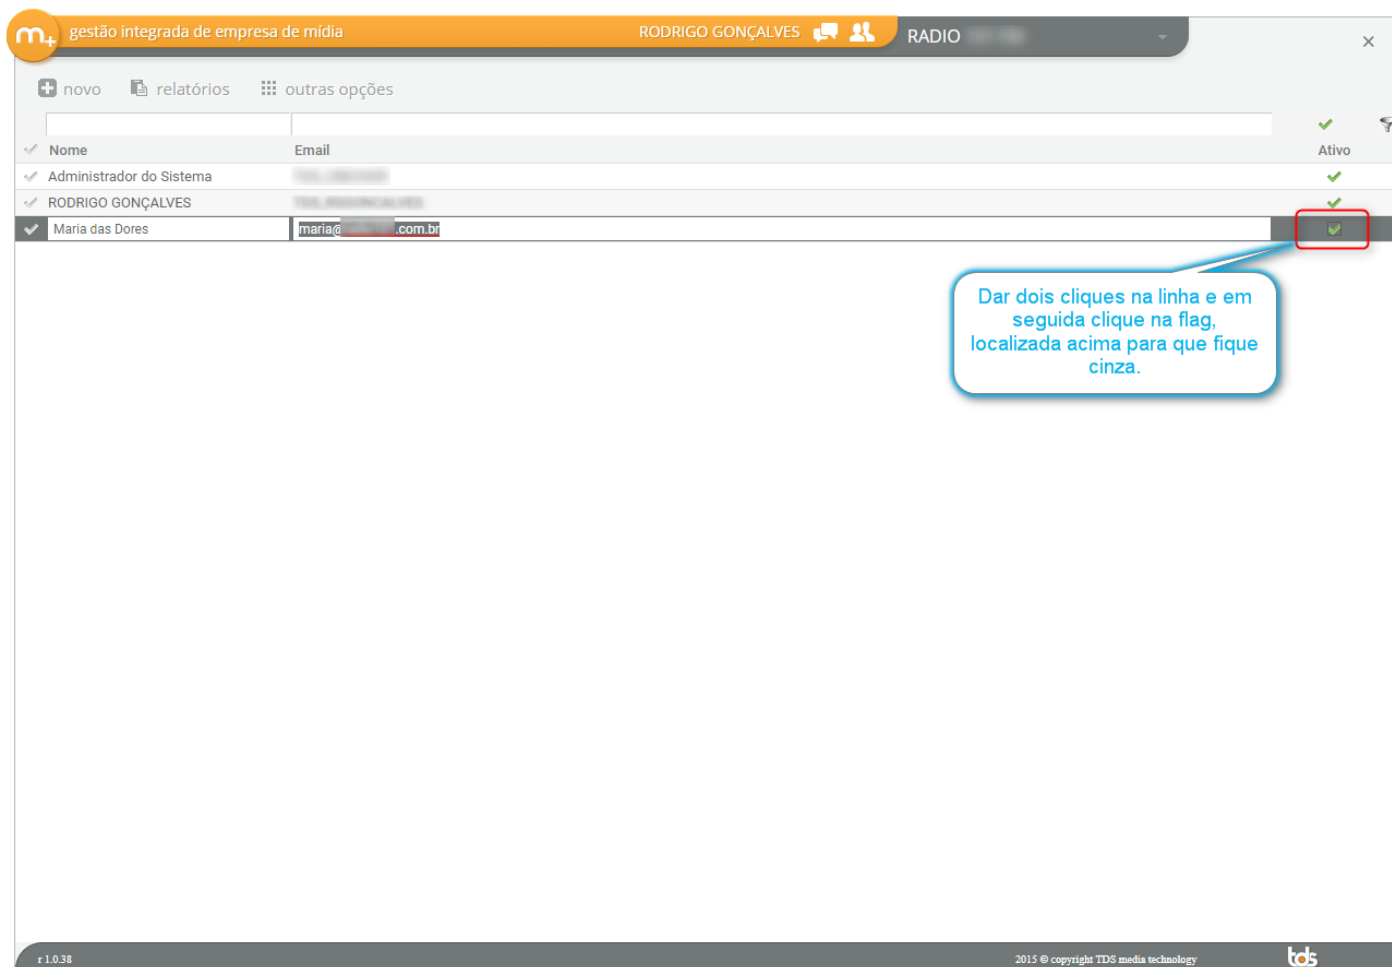 m+ gestão integrada de empresa de mídia RODRIGO GONÇALVES RADIO
novo relatórios outras opções
Nome Email Ativo
Administrador do Sistema
RODRIGO GONÇALVES
Maria das Dores maria@ .com.br
Dar dois cliques na linha e em
seguida clique na flag,
localizada acima para que fique
cinza.
r 1.0.38 2015 © copyright TDS media technology tds